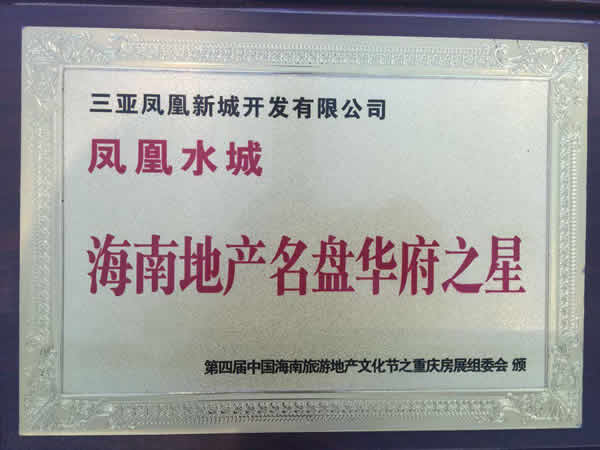 三亚凤凰新城开发有限公司
凤凰水城
海南地产名盘华府之星
第四届中国海南旅游地产文化节之重庆房展组委会 颁